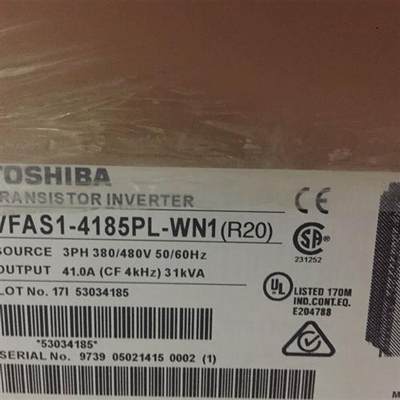 TOSHIBA
TRANSISTOR INVERTER
VFAS1-4185PL-WN1 (R20)
SOURCE 3PH 380/480V 50/60Hz
OUTPUT 41.0A (CF 4kHz) 31kVA
LOT No. 17I 53034185
*53034185*
SERIAL No. 9739 05021415 0002 (1)
CE
SA
231252
UL
LISTED 170M
IND.CONT.EQ.
E204788